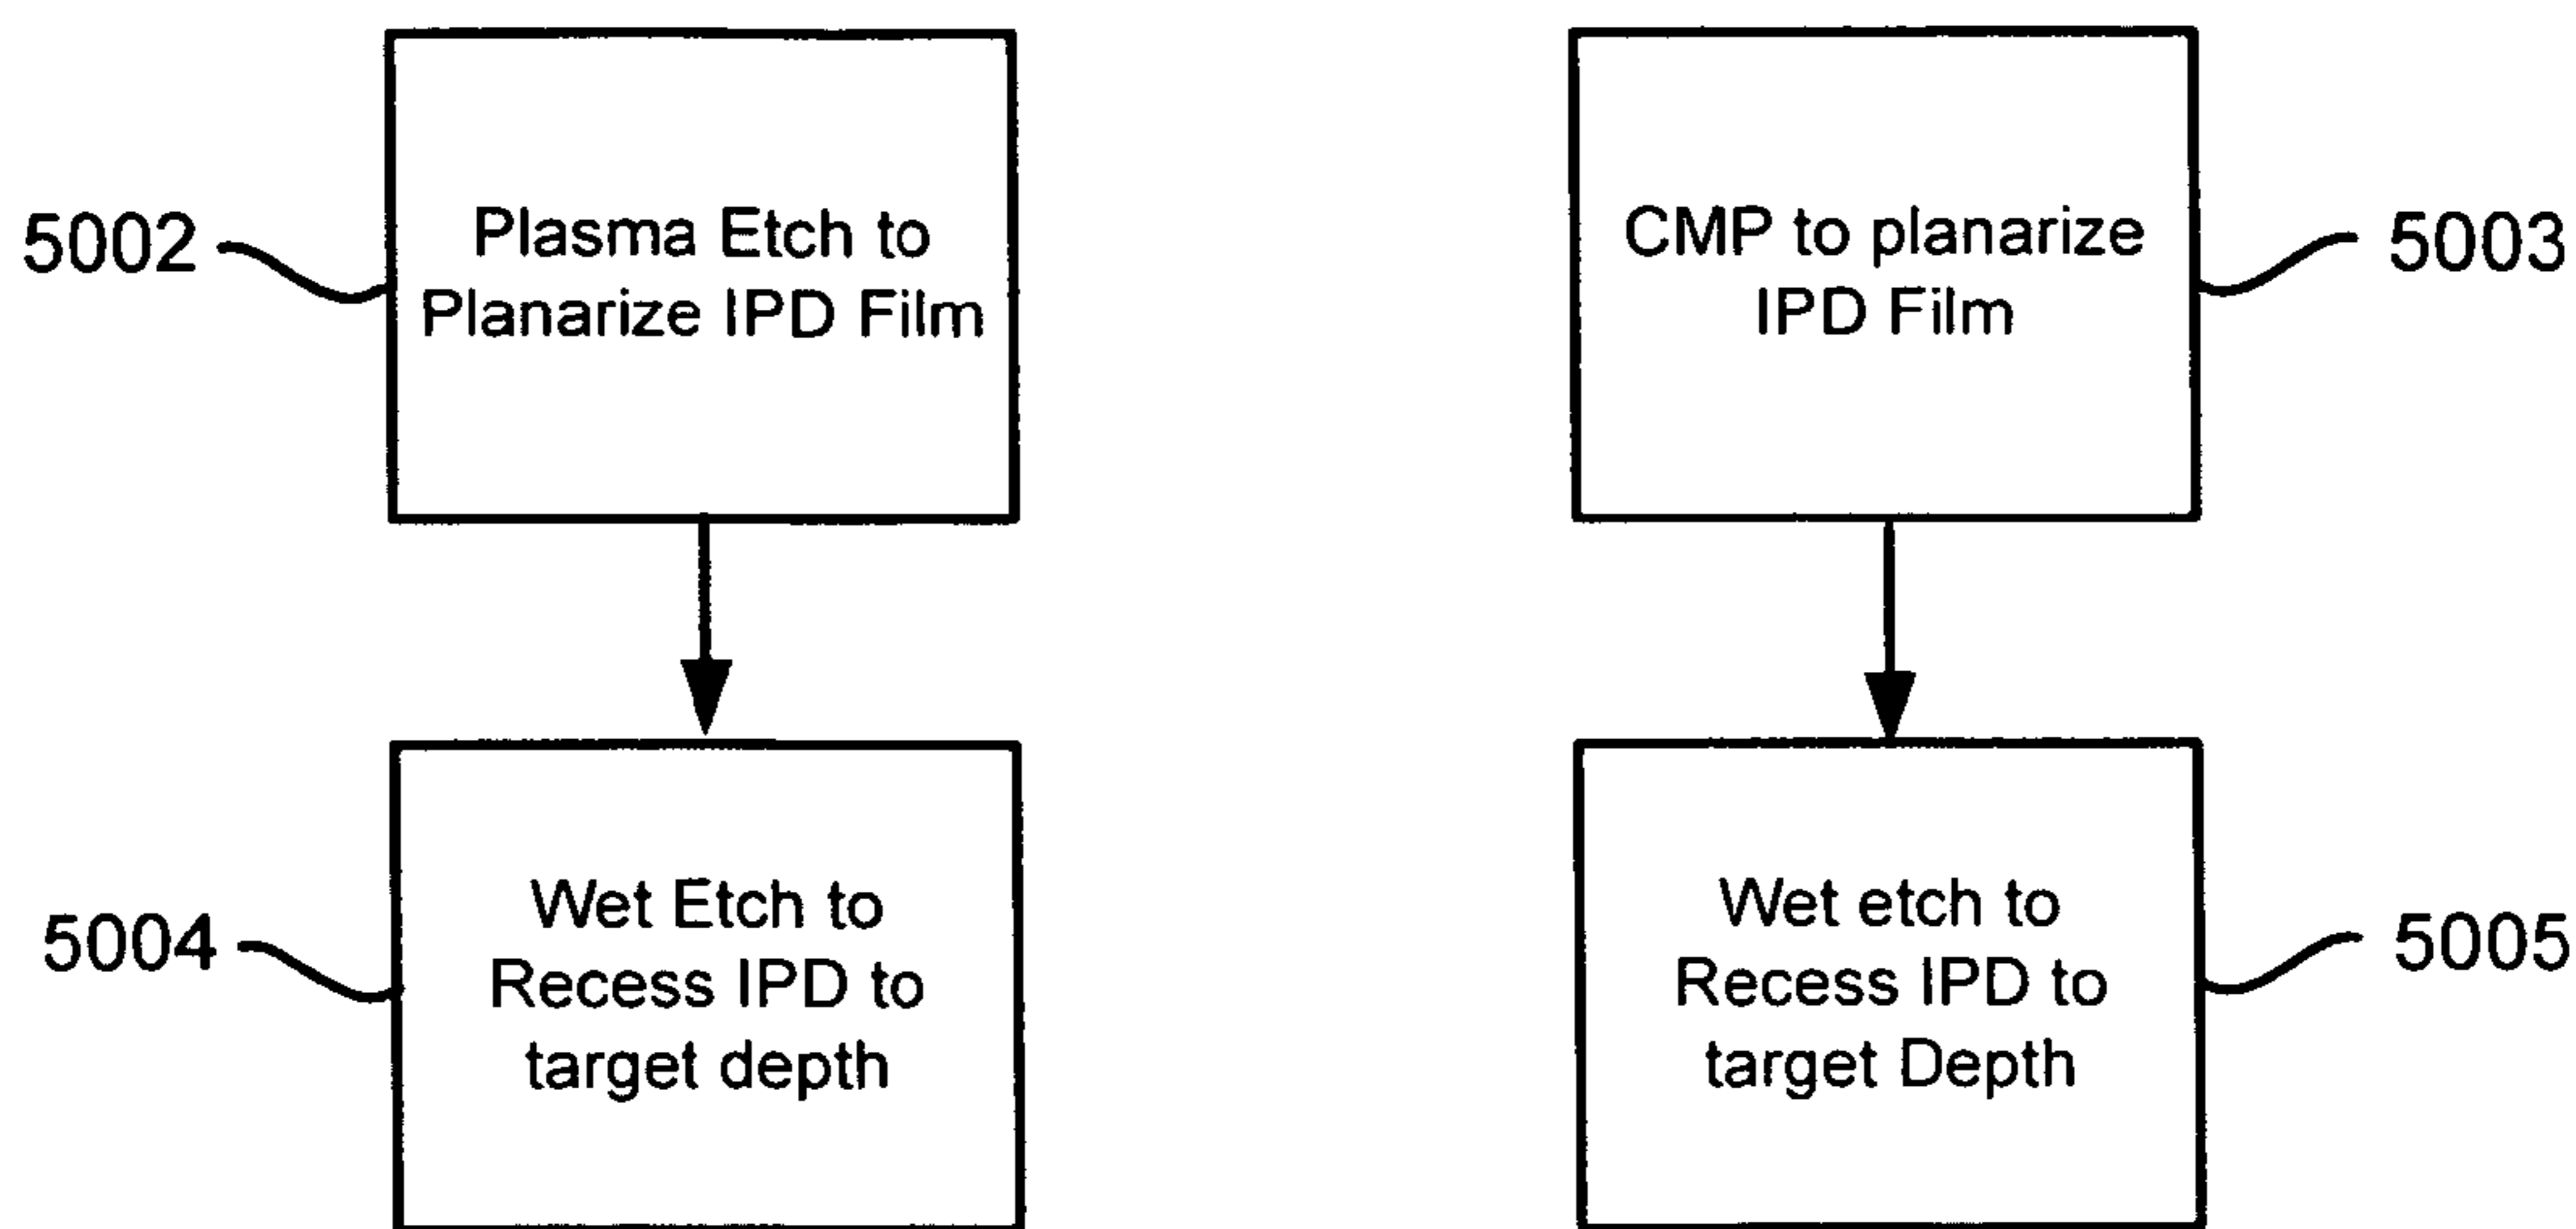 5002
Plasma Etch to
Planarize IPD Film
CMP to planarize
IPD Film
5003
5004
Wet Etch to
Recess IPD to
target depth
Wet etch to
Recess IPD to
target Depth
5005